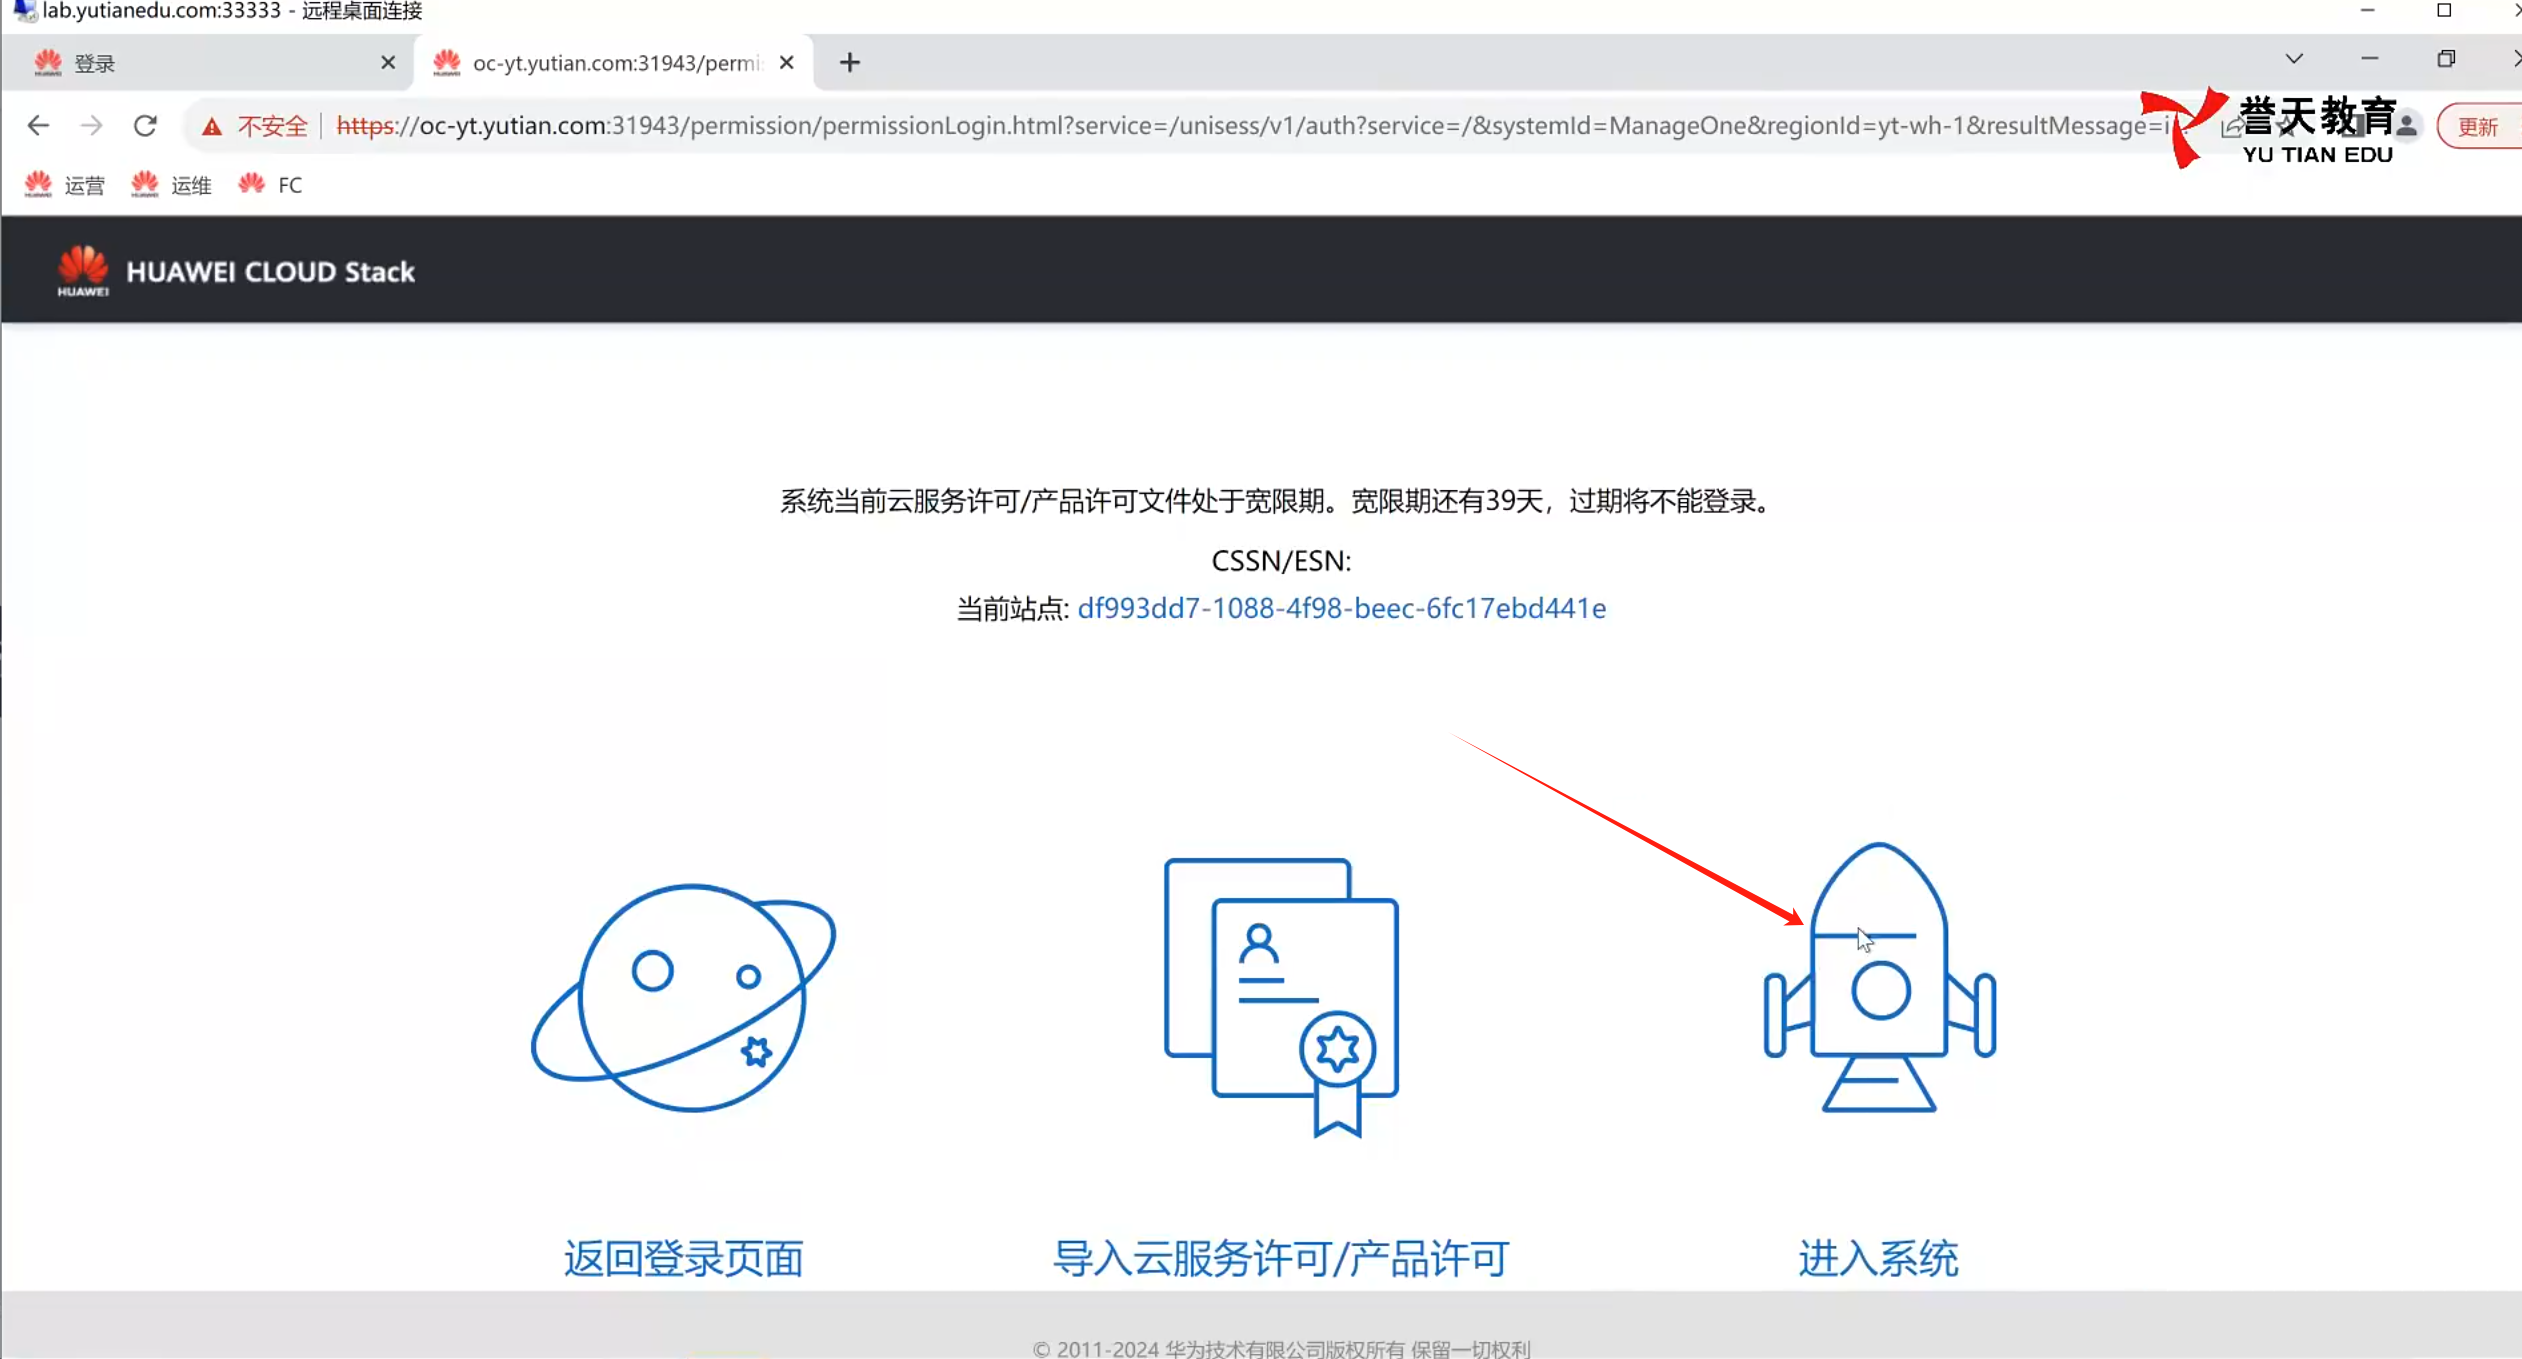 lab.yutianedu.com:33333 - 远程桌面连接
登录
oc-yt.yutian.com:31943/permi
不安全 https://oc-yt.yutian.com:31943/permission/permissionLogin.html?service=/unisess/v1/auth?service=/&systemId=ManageOne&regionId=yt-wh-1&resultMessage=i
更新
誉天教育
YU TIAN EDU
运营 运维 FC
HUAWEI HUAWEI CLOUD Stack
系统当前云服务许可/产品许可文件处于宽限期。宽限期还有39天，过期将不能登录。
CSSN/ESN:
当前站点: df993dd7-1088-4f98-beec-6fc17ebd441e
返回登录页面 导入云服务许可/产品许可 进入系统
© 2011-2024 华为技术有限公司版权所有 保留一切权利